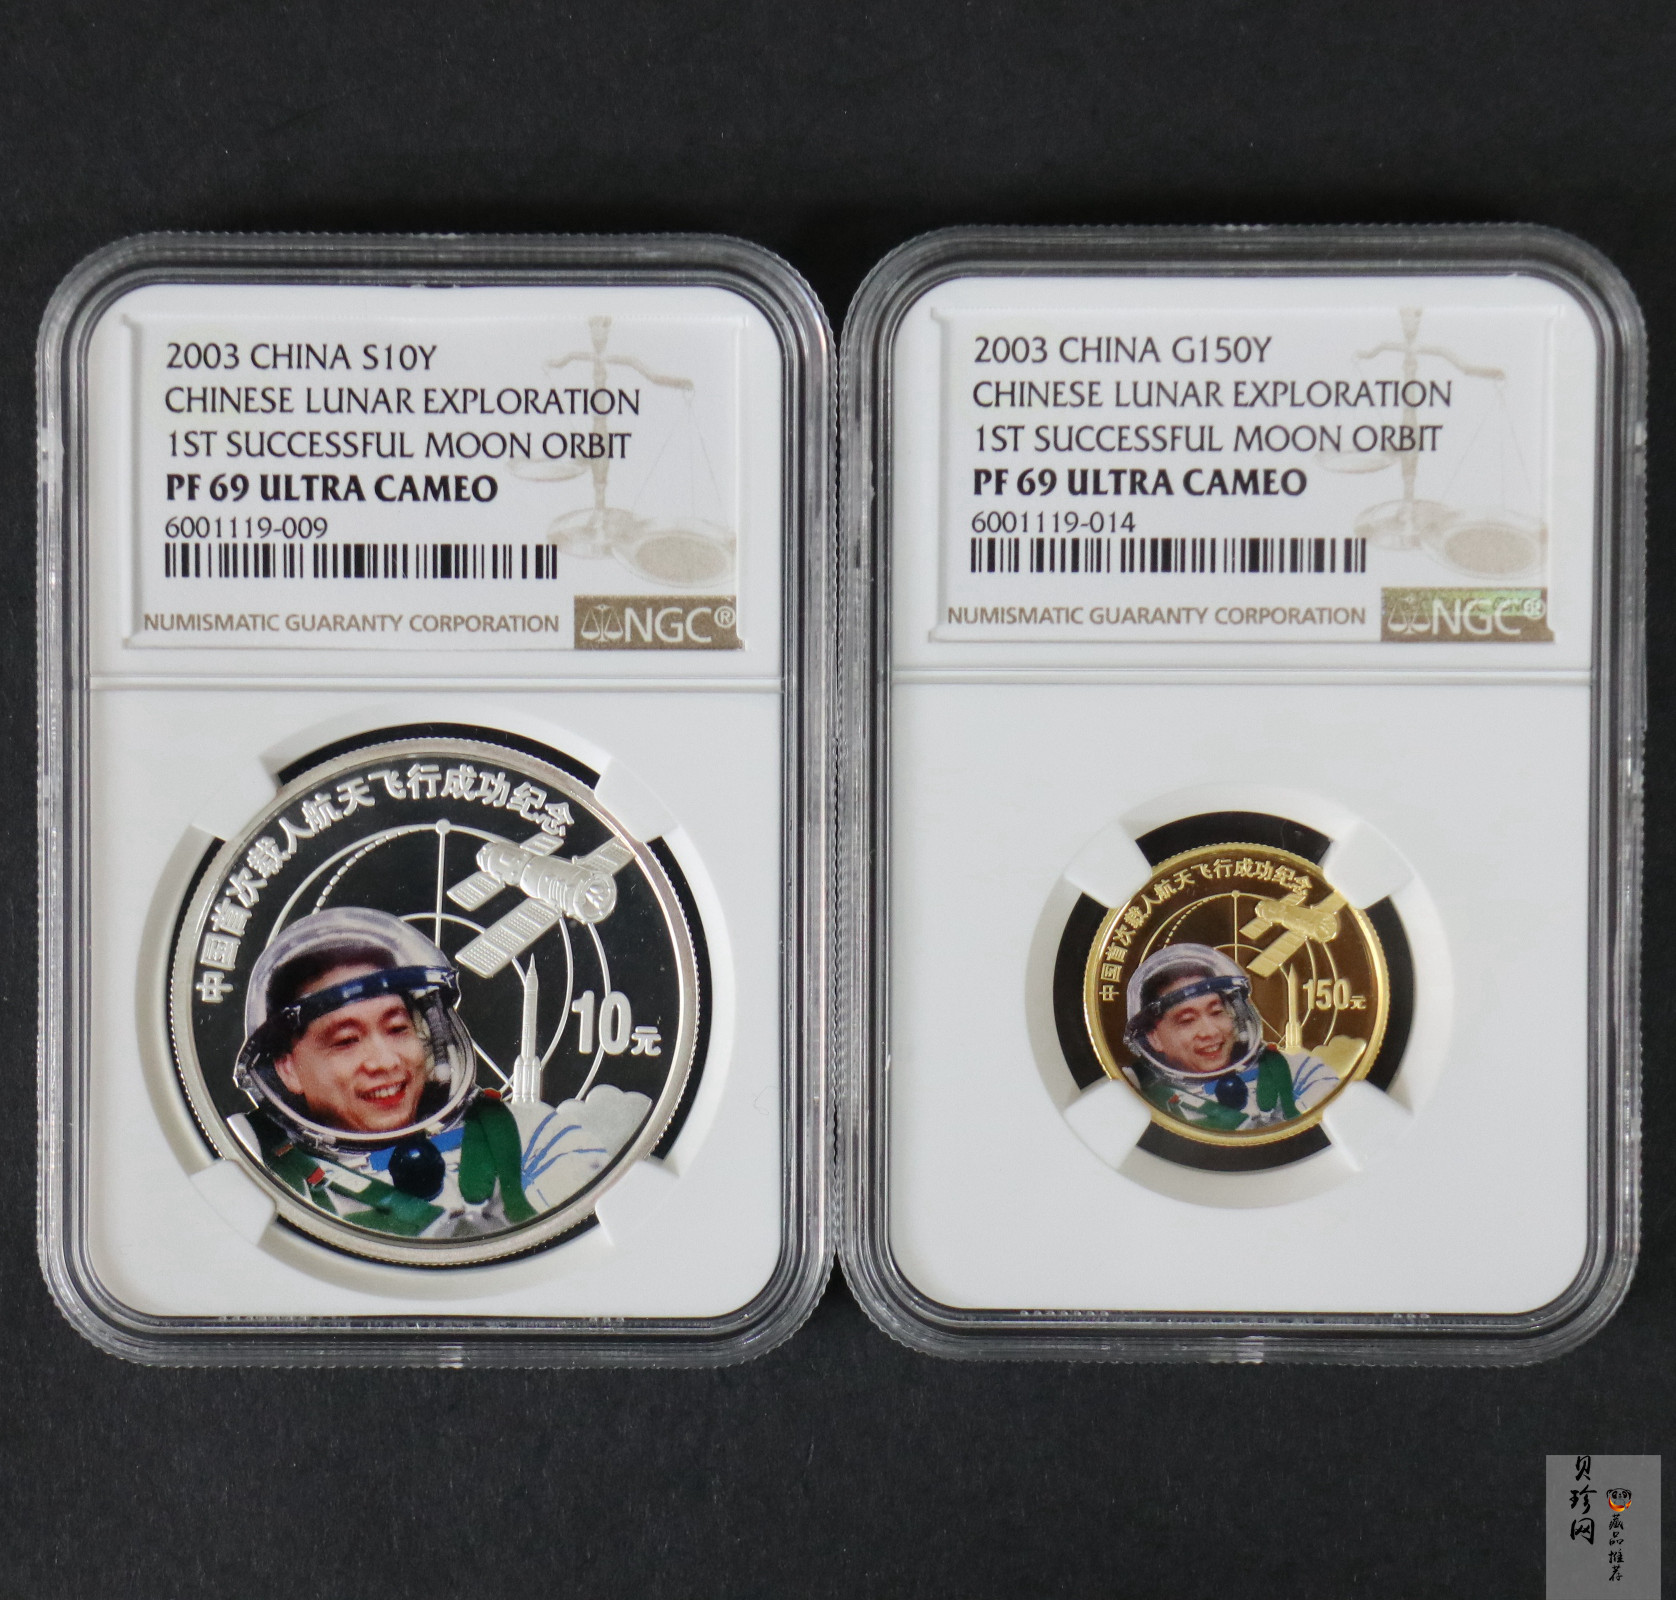 2003 CHINA S10Y
CHINESE LUNAR EXPLORATION
1ST SUCCESSFUL MOON ORBIT
PF 69 ULTRA CAMEO
6001119-009
NUMISMATIC GUARANTY CORPORATION
NGC®
中国首次载人航天飞行成功纪念
10元
2003 CHINA G150Y
CHINESE LUNAR EXPLORATION
1ST SUCCESSFUL MOON ORBIT
PF 69 ULTRA CAMEO
6001119-014
NUMISMATIC GUARANTY CORPORATION
NGC®
中国首次载人航天飞行成功纪念
150元
贝珍网
藏品推荐